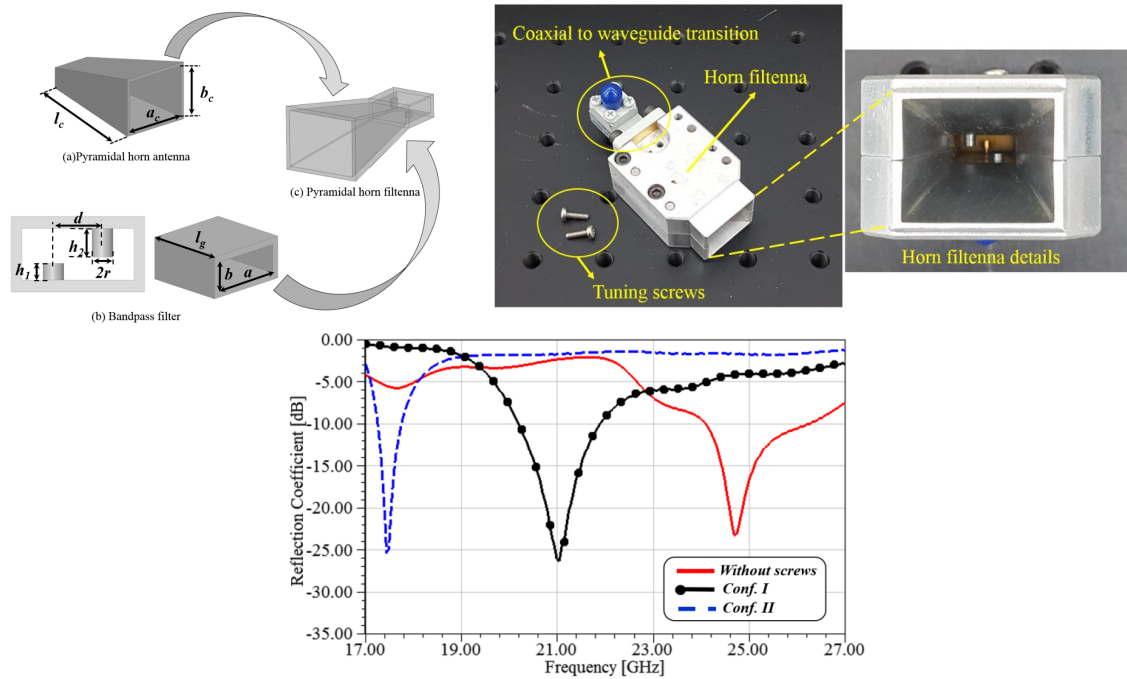 l_c
a_c
b_c
(a)Pyramidal horn antenna
(c) Pyramidal horn filtenna
d
h_2
h_1
2r
l_g
b
a
(b) Bandpass filter
Coaxial to waveguide transition
Horn filtenna
Tuning screws
Horn filtenna details
Reflection Coefficient [dB]
0.00
-5.00
-10.00
-15.00
-20.00
-25.00
-30.00
-35.00
Without screws
Conf. I
Conf. II
17.00 19.00 21.00 23.00 25.00 27.00
Frequency [GHz]